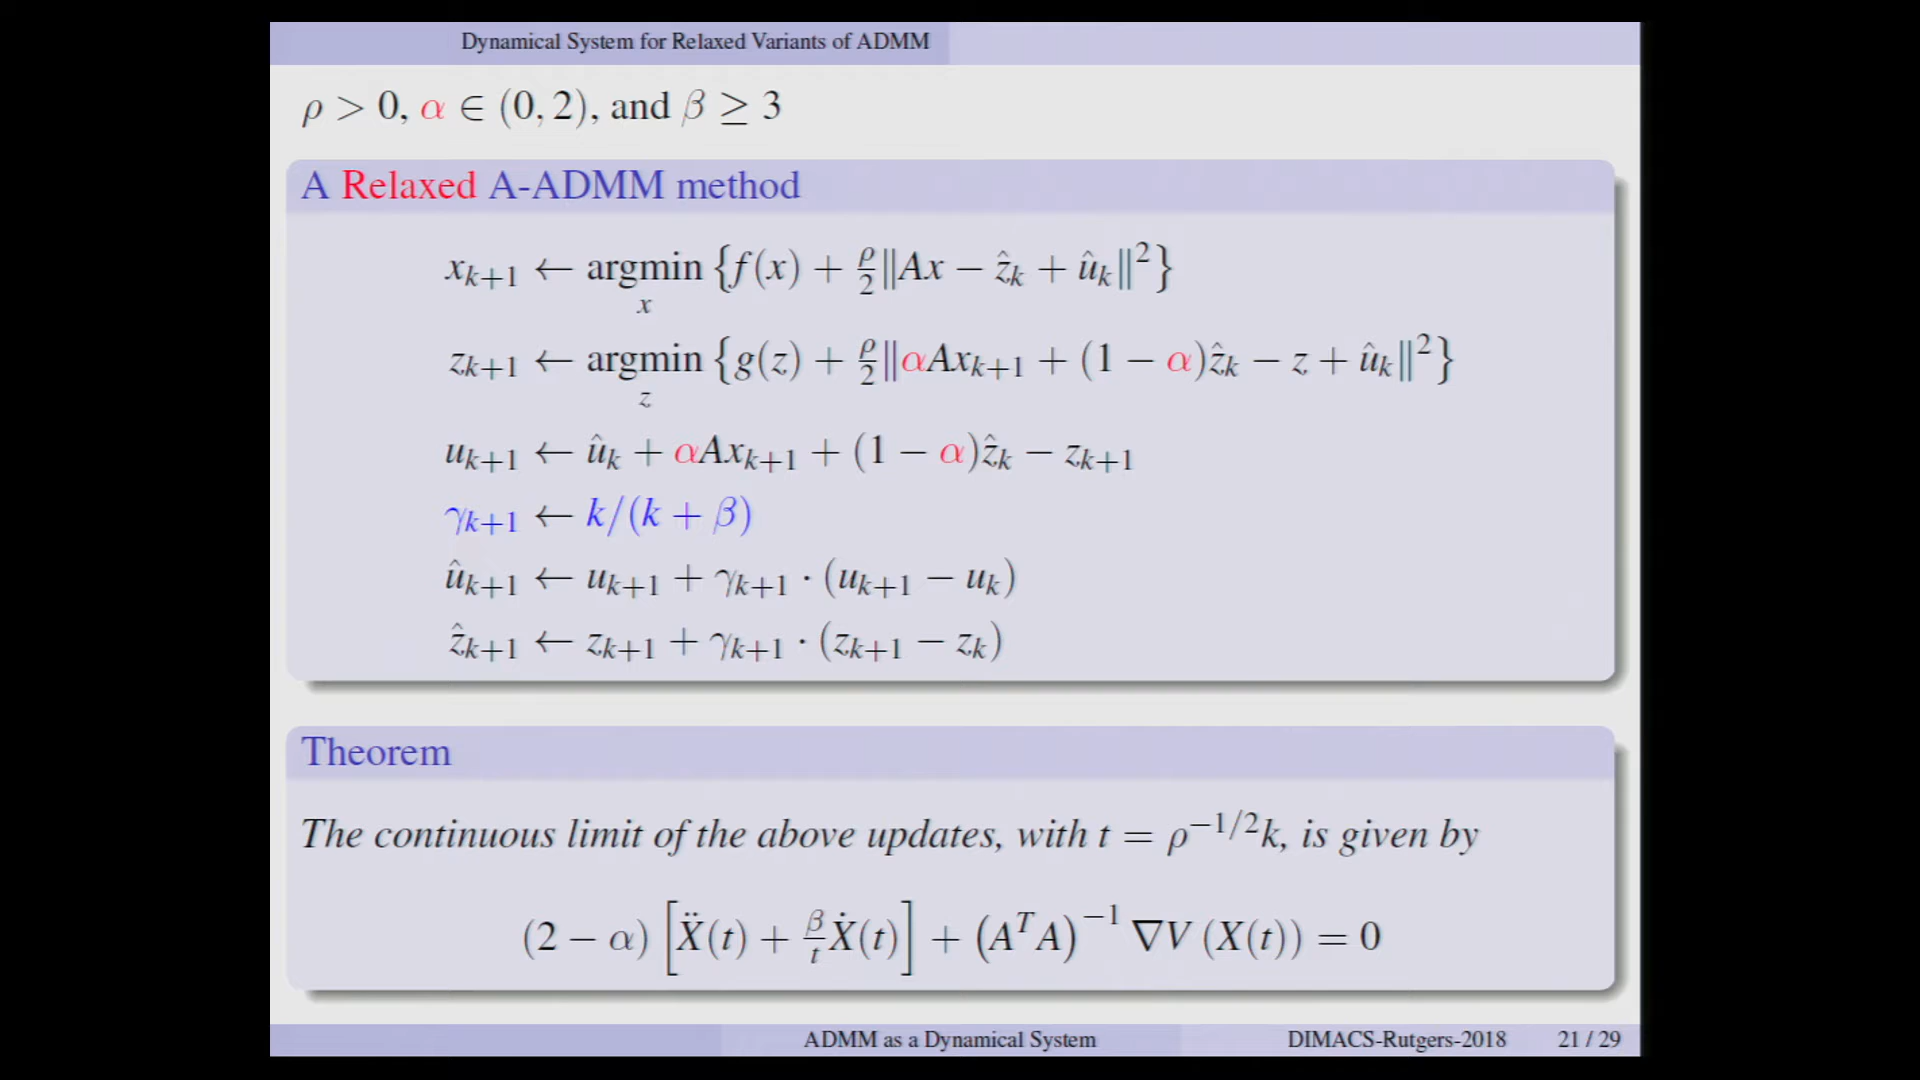 Dynamical System for Relaxed Variants of ADMM
ρ > 0, α ∈ (0, 2), and β ≥ 3
A Relaxed A-ADMM method
x_{k+1} ← argmin_x {f(x) + ρ/2 ‖Ax − ẑ_k + û_k‖²}
z_{k+1} ← argmin_z {g(z) + ρ/2 ‖αAx_{k+1} + (1 − α)ẑ_k − z + û_k‖²}
u_{k+1} ← û_k + αAx_{k+1} + (1 − α)ẑ_k − z_{k+1}
γ_{k+1} ← k/(k + β)
û_{k+1} ← u_{k+1} + γ_{k+1} · (u_{k+1} − u_k)
ẑ_{k+1} ← z_{k+1} + γ_{k+1} · (z_{k+1} − z_k)
Theorem
The continuous limit of the above updates, with t = ρ^{−1/2}k, is given by
(2 − α) [Ẍ(t) + β/t Ẋ(t)] + (A^T A)^{−1} ∇V (X(t)) = 0
ADMM as a Dynamical System DIMACS-Rutgers-2018 21 / 29